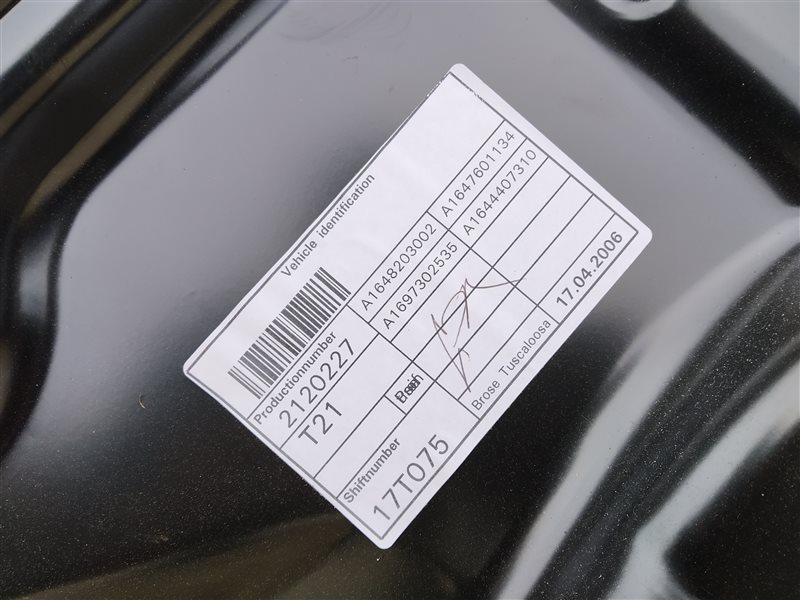 Vehicle identification
Productionnumber
2120227
T21
A1648203002
A1697302535
A1647601134
A1644407310
Shiftnumber
17T075
Brose Tuscaloosa
17.04.2006